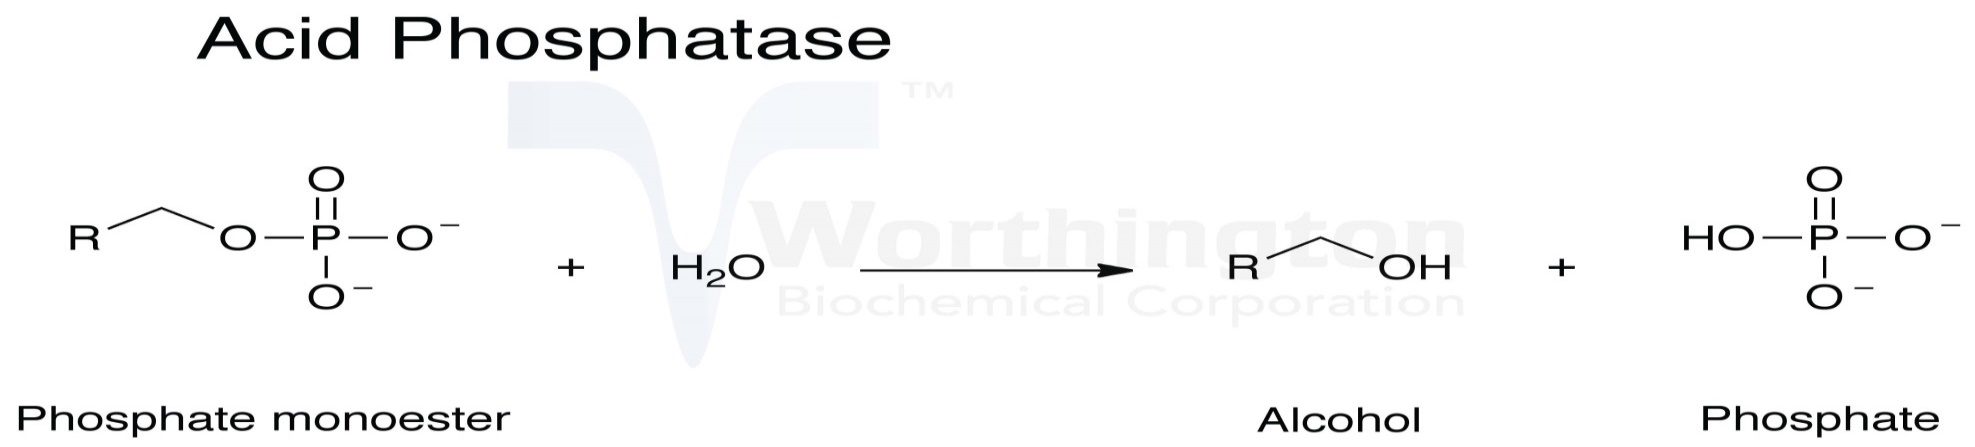 Acid Phosphatase
TM
O
R O P O⁻ + H₂O R OH + HO P O⁻
O⁻ O⁻
Worthington
Biochemical Corporation
Phosphate monoester Alcohol Phosphate